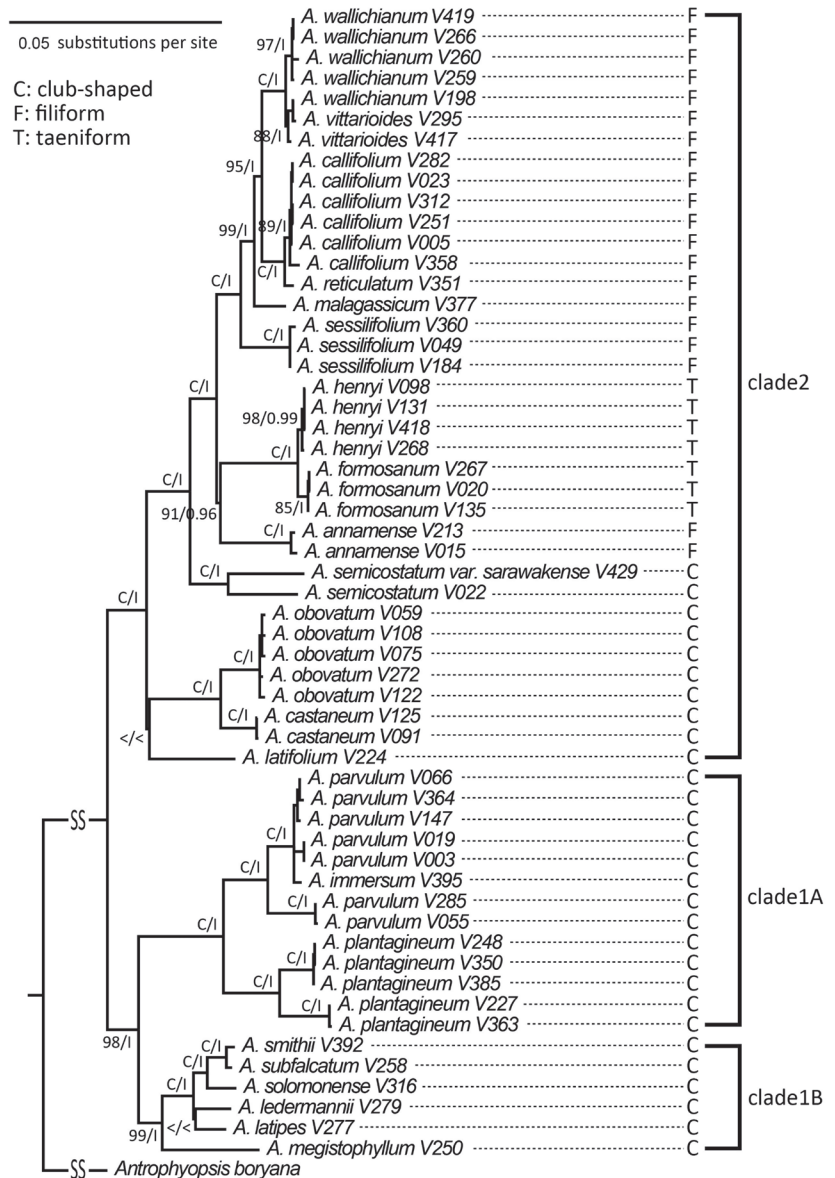 0.05 substitutions per site
C: club-shaped
F: filiform
T: taeniform
A. wallichianum V419 F
A. wallichianum V266 F
97/I
A. wallichianum V260 F
A. wallichianum V259 F
C/I
A. wallichianum V198 F
A. vittarioides V295 F
88/I
A. vittarioides V417 F
A. callifolium V282 F
95/I
A. callifolium V023 F
A. callifolium V312 F
89/I
A. callifolium V251 F
99/I
A. callifolium V005 F
A. callifolium V358 F
C/I
A. reticulatum V351 F
C/I
A. malagassicum V377 F
A. sessilifolium V360 F
C/I
A. sessilifolium V049 F
A. sessilifolium V184 F
clade2
C/I
A. henryi V098 T
A. henryi V131 T
98/0.99
A. henryi V418 T
A. henryi V268 T
C/I
A. formosanum V267 T
C/I
A. formosanum V020 T
85/I
A. formosanum V135 T
91/0.96
A. annamense V213 F
C/I
A. annamense V015 F
A. semicostatum var. sarawakense V429 C
C/I
A. semicostatum V022 C
C/I
A. obovatum V059 C
A. obovatum V108 C
A. obovatum V075 C
C/I
A. obovatum V272 C
C/I
A. obovatum V122 C
A. castaneum V125 C
C/I
A. castaneum V091 C
</<
A. latifolium V224 C
A. parvulum V066 C
A. parvulum V364 C
SS
A. parvulum V147 C
C/I
A. parvulum V019 C
A. parvulum V003 C
C/I
A. immersum V395 C
clade1A
A. parvulum V285 C
C/I
A. parvulum V055 C
C/I
A. plantagineum V248 C
C/I
A. plantagineum V350 C
C/I
A. plantagineum V385 C
A. plantagineum V227 C
C/I
A. plantagineum V363 C
98/I
A. smithii V392 C
C/I
A. subfalcatum V258 C
C/I
A. solomonense V316 C
C/I
clade1B
A. ledermannii V279 C
</<
A. latipes V277 C
99/I
A. megistophyllum V250 C
SS
Antrophyopsis boryana